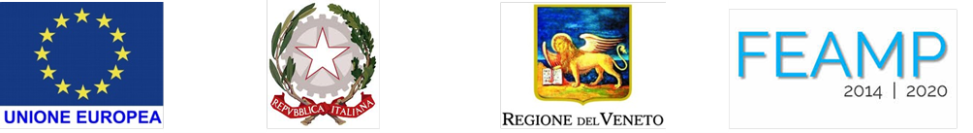 UNIONE EUROPEA
REPVBBLICA ITALIANA
REGIONE DEL VENETO
FEAMP
2014 | 2020